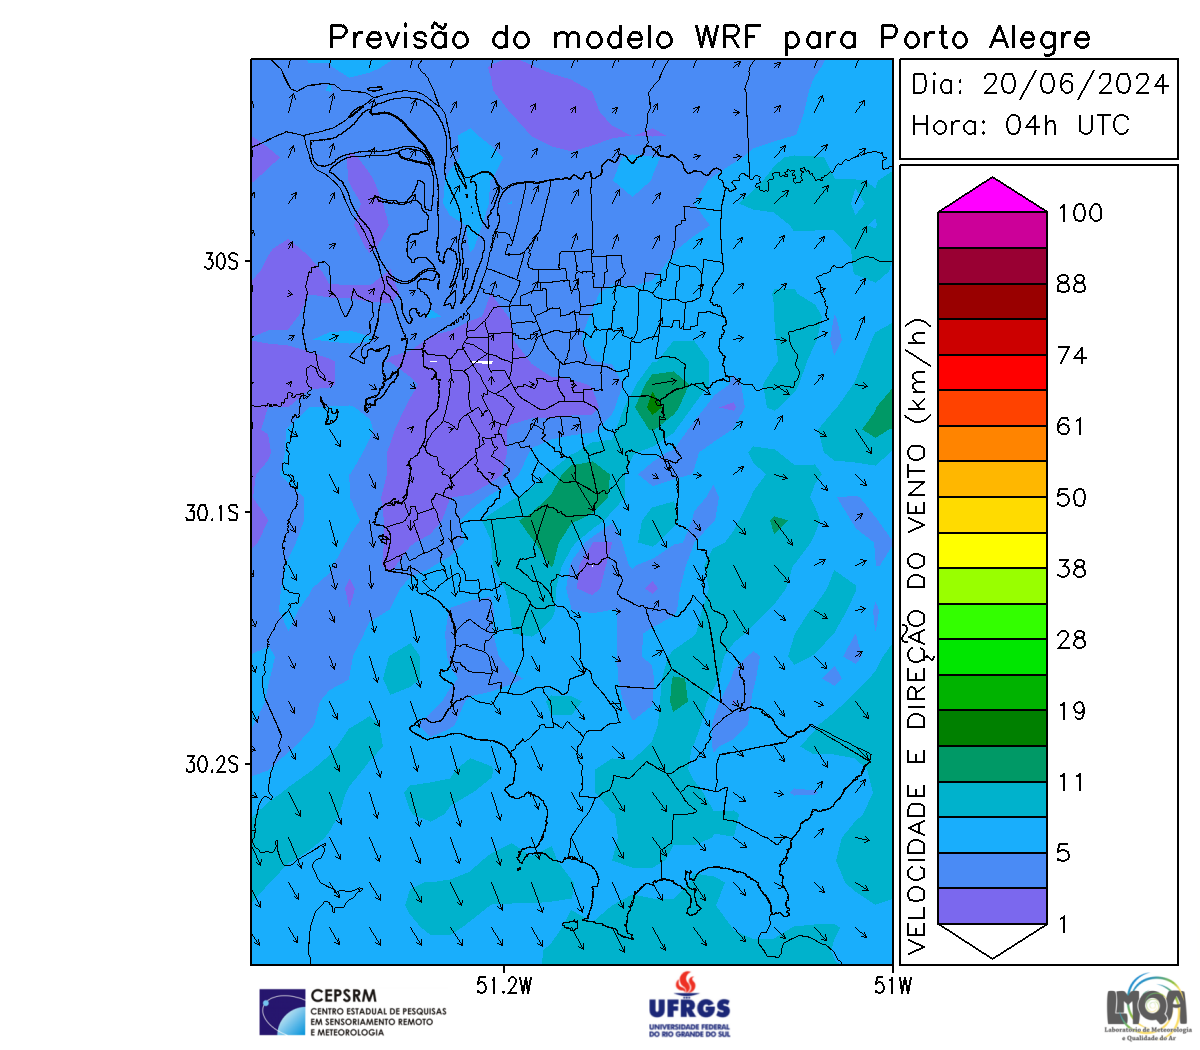 Previsão do modelo WRF para Porto Alegre
Dia: 20/06/2024
Hora: 04h UTC
30S
30.1S
30.2S
51.2W
51W
VELOCIDADE E DIREÇÃO DO VENTO (km/h)
100
88
74
61
50
38
28
19
11
5
1
CEPSRM
CENTRO ESTADUAL DE PESQUISAS
EM SENSORIAMENTO REMOTO
E METEOROLOGIA
UFRGS
UNIVERSIDADE FEDERAL
DO RIO GRANDE DO SUL
LMQA
Laboratório de Meteorologia
e Qualidade do Ar